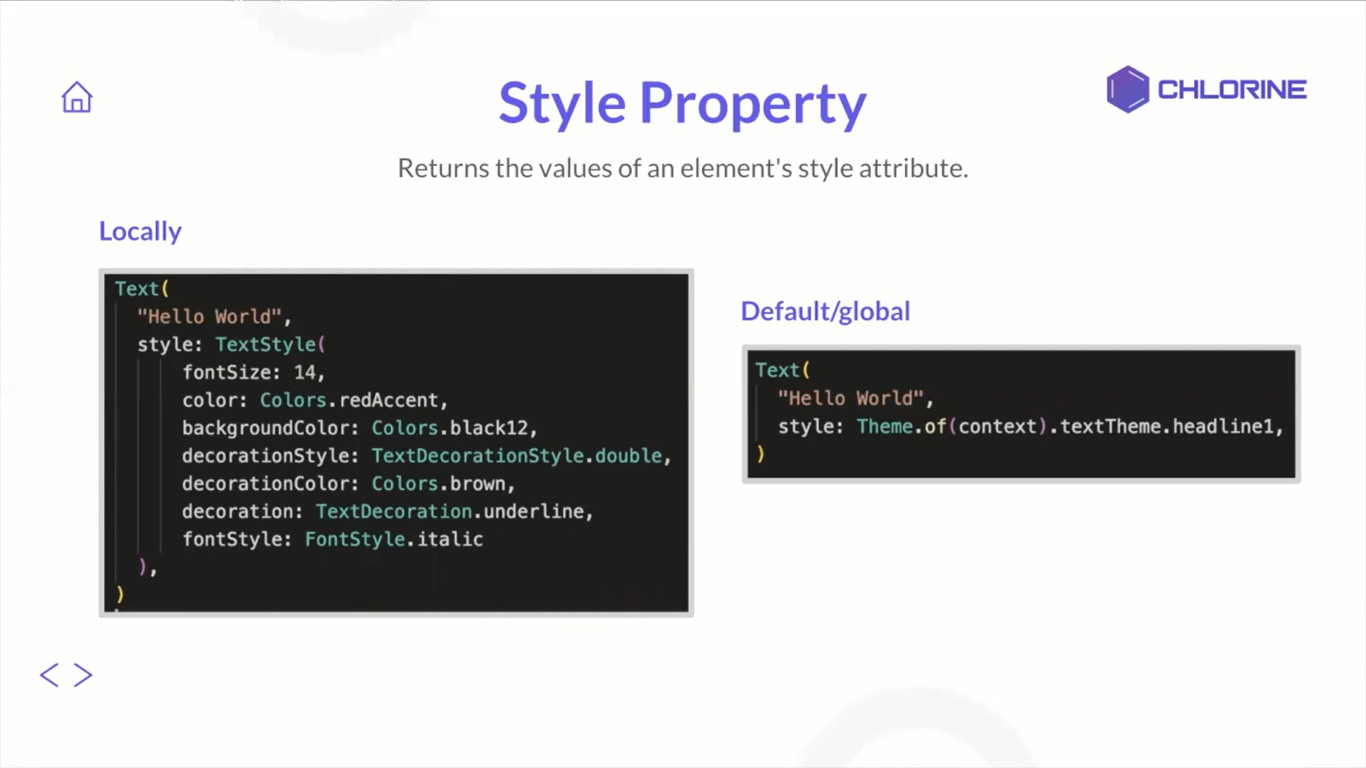 Style Property
CHLORINE
Returns the values of an element's style attribute.
Locally
Text(
"Hello World",
style: TextStyle(
fontSize: 14,
color: Colors.redAccent,
backgroundColor: Colors.black12,
decorationStyle: TextDecorationStyle.double,
decorationColor: Colors.brown,
decoration: TextDecoration.underline,
fontStyle: FontStyle.italic
),
)
Default/global
Text(
"Hello World",
style: Theme.of(context).textTheme.headline1,
)
< >